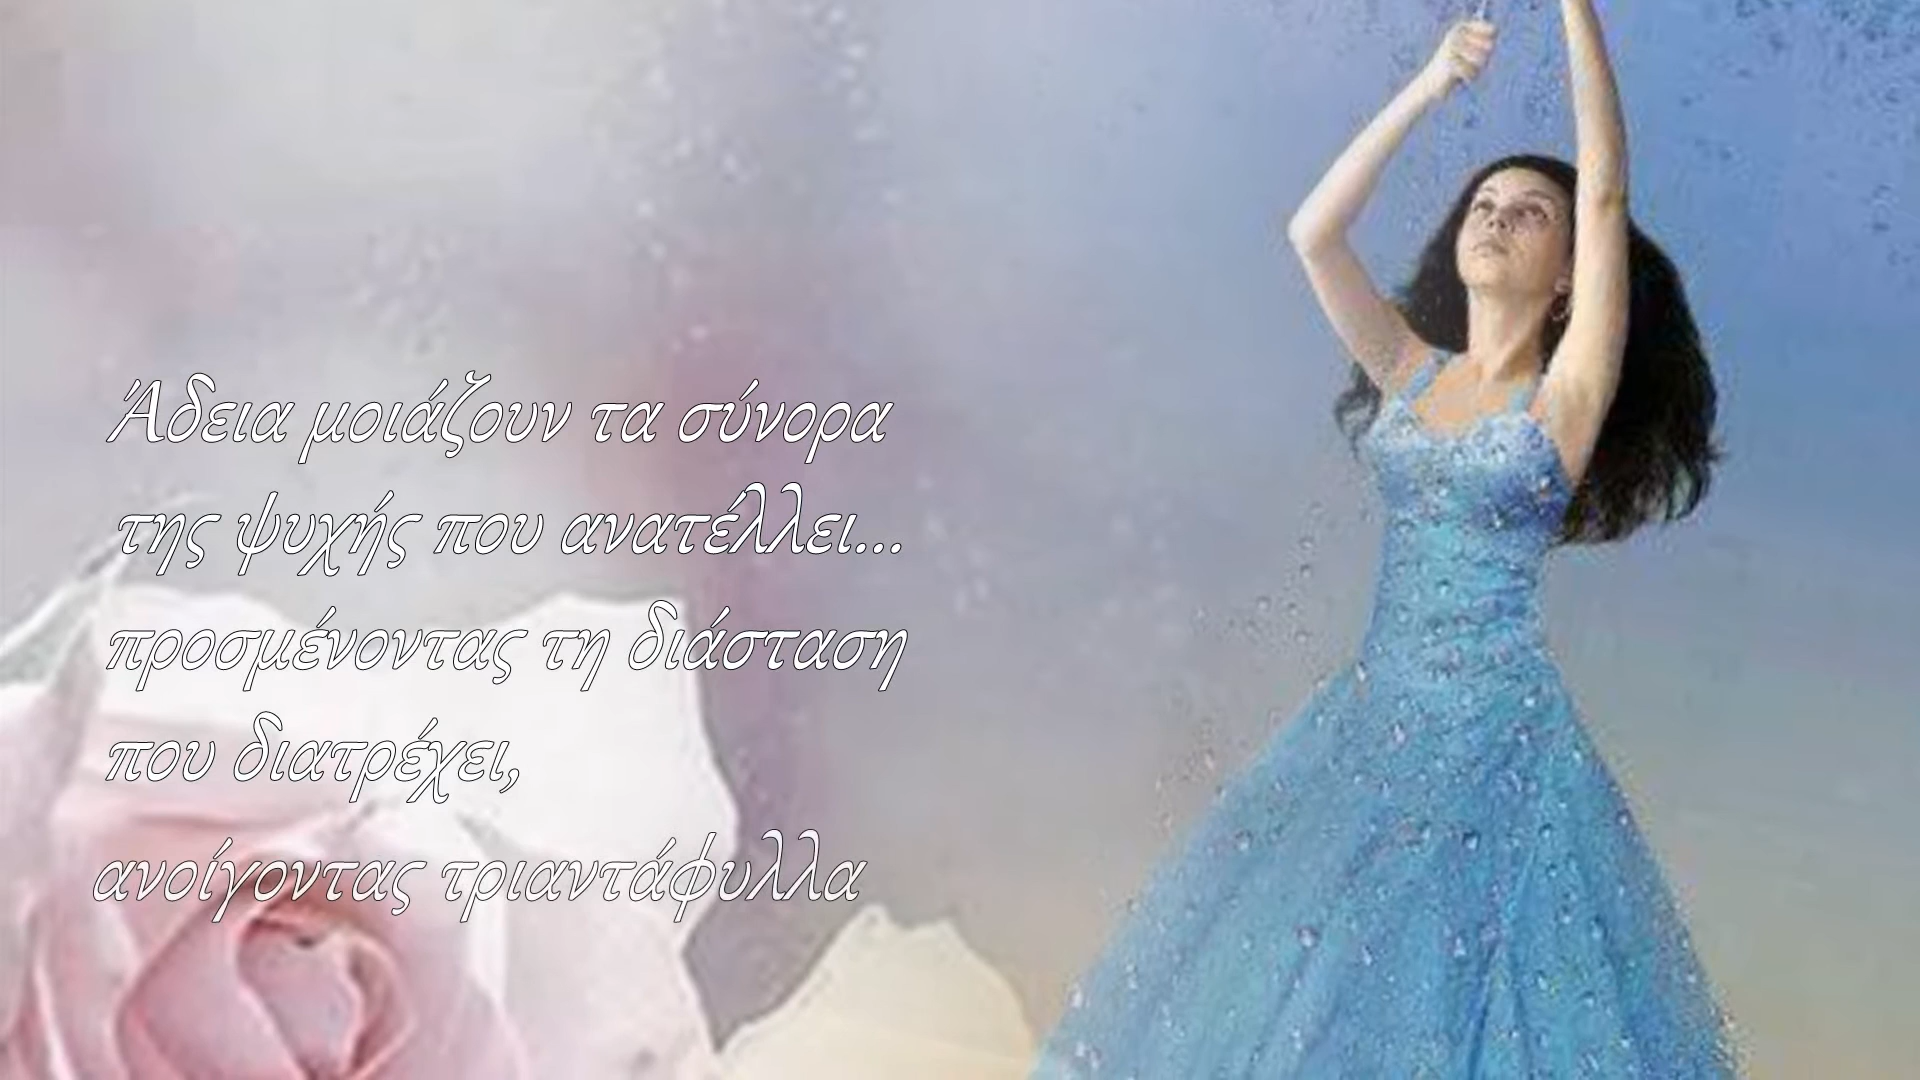 Άδεια μοιάζουν τα σύνορα
της ψυχής που ανατέλλει...
προσμένοντας τη διάσταση
που διατρέχει,
ανοίγοντας τριαντάφυλλα